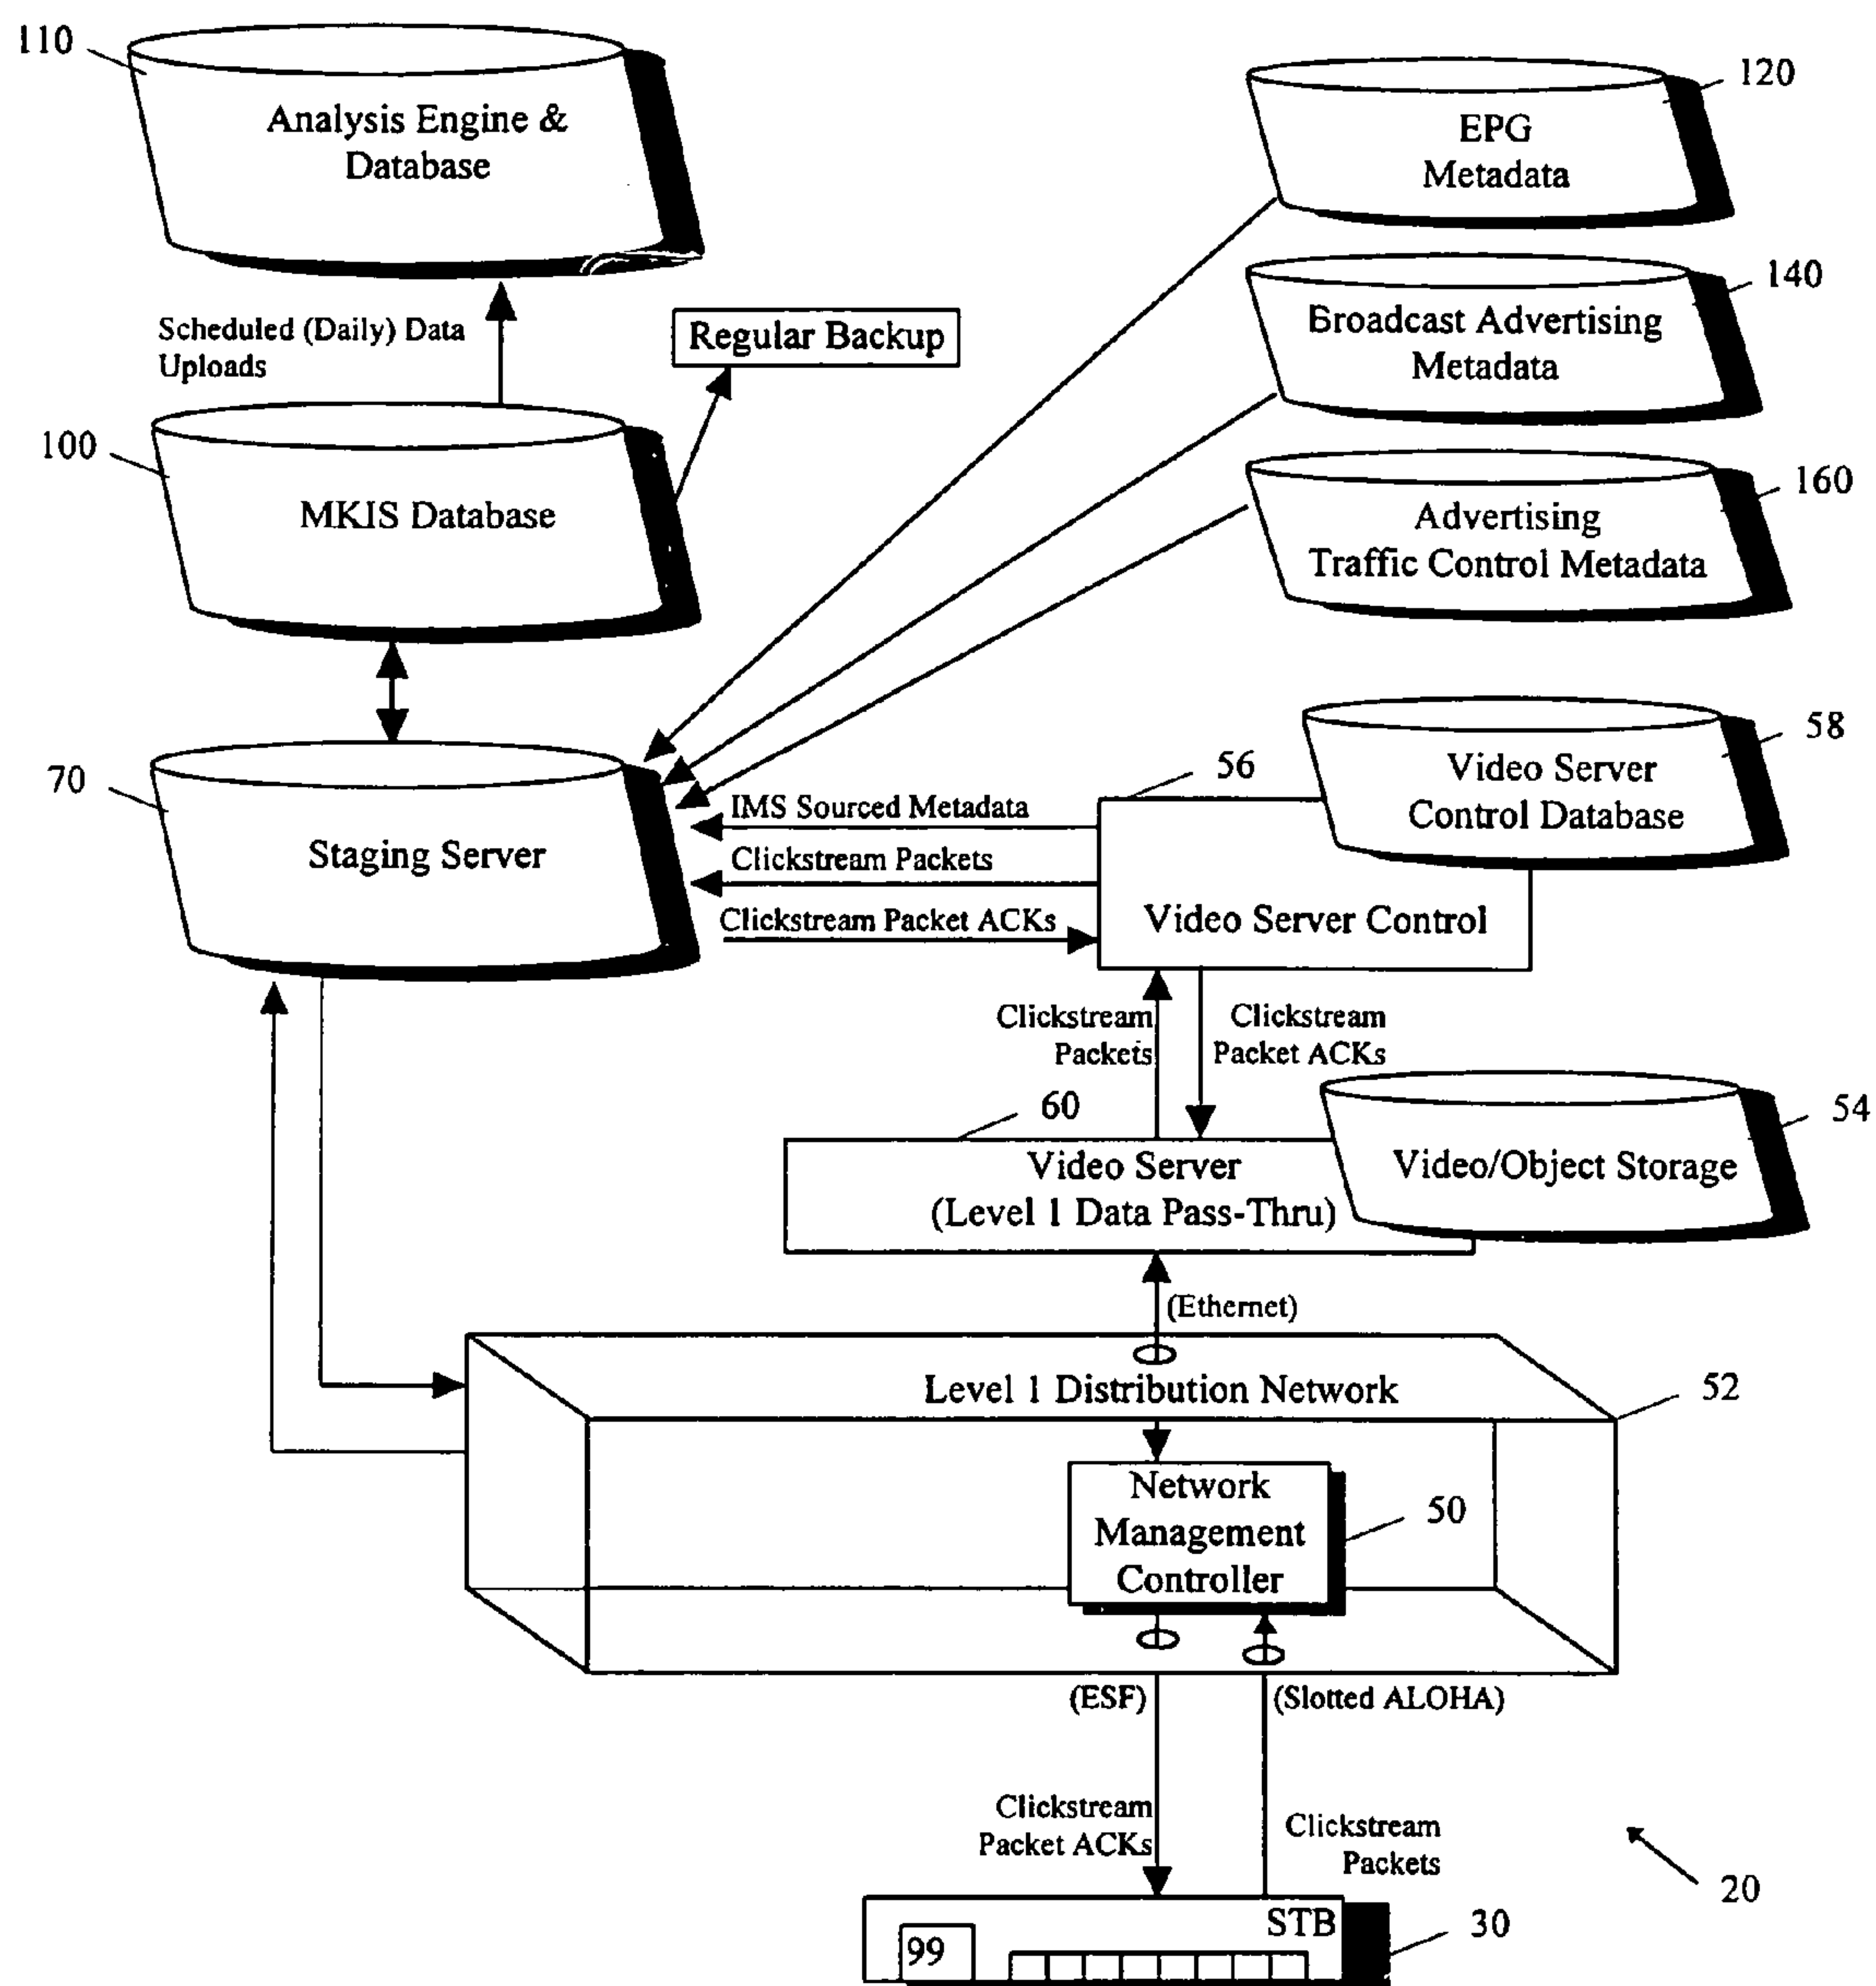 110
Analysis Engine &
Database
120
EPG
Metadata
140
Broadcast Advertising
Metadata
Scheduled (Daily) Data
Uploads
Regular Backup
100
MKIS Database
160
Advertising
Traffic Control Metadata
58
Video Server
Control Database
70
Staging Server
56
IMS Sourced Metadata
Clickstream Packets
Clickstream Packet ACKs
Video Server Control
Clickstream
Packets
Clickstream
Packet ACKs
60
54
Video Server
(Level 1 Data Pass-Thru)
Video/Object Storage
(Ethernet)
Level 1 Distribution Network
52
Network
Management
Controller
50
(ESF)
(Slotted ALOHA)
Clickstream
Packet ACKs
Clickstream
Packets
20
STB
30
99